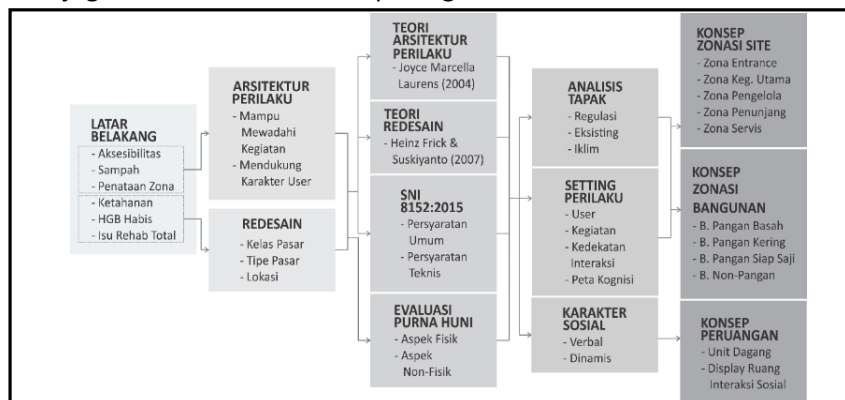 LATAR
BELAKANG
- Aksesibilitas
- Sampah
- Penataan Zona
- Ketahanan
- HGB Habis
- Isu Rehab Total
ARSITEKTUR
PERILAKU
- Mampu
Mewadahi
Kegiatan
- Mendukung
Karakter User
REDESAIN
- Kelas Pasar
- Tipe Pasar
- Lokasi
TEORI
ARSITEKTUR
PERILAKU
- Joyce Marcella
Laurens (2004)
TEORI
REDESAIN
- Heinz Frick &
Suskiyanto (2007)
SNI
8152:2015
- Persyaratan
Umum
- Persyaratan
Teknis
EVALUASI
PURNA HUNI
- Aspek Fisik
- Aspek
Non-Fisik
ANALISIS
TAPAK
- Regulasi
- Eksisting
- Iklim
SETTING
PERILAKU
- User
- Kegiatan
- Kedekatan
Interaksi
- Peta Kognisi
KARAKTER
SOSIAL
- Verbal
- Dinamis
KONSEP
ZONASI SITE
- Zona Entrance
- Zona Keg. Utama
- Zona Pengelola
- Zona Penunjang
- Zona Servis
KONSEP
ZONASI
BANGUNAN
- B. Pangan Basah
- B. Pangan Kering
- B. Pangan Siap Saji
- B. Non-Pangan
KONSEP
PERUANGAN
- Unit Dagang
- Display Ruang
Interaksi Sosial